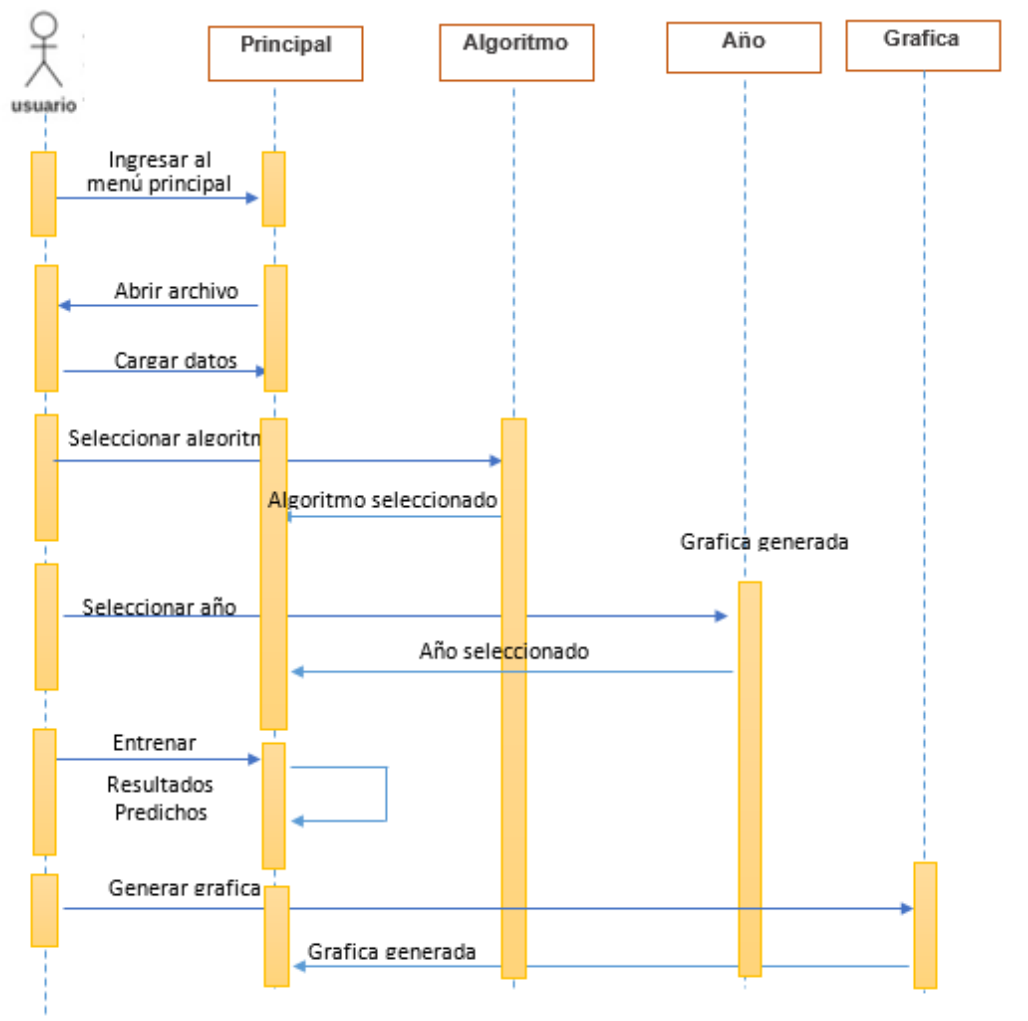 usuario
Principal
Algoritmo
Año
Grafica
Ingresar al
menú principal
Abrir archivo
Cargar datos
Seleccionar algoritm
Algoritmo seleccionado
Grafica generada
Seleccionar año
Año seleccionado
Entrenar
Resultados
Predichos
Generar grafica
Grafica generada